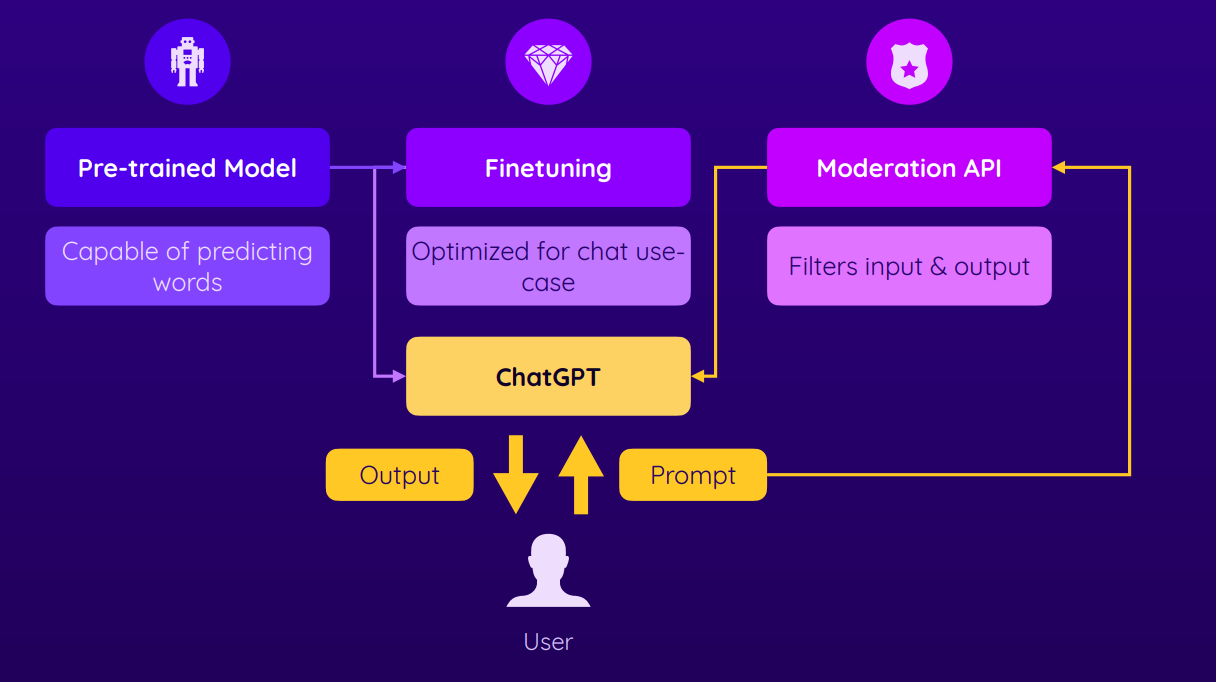 Pre-trained Model
Finetuning
Moderation API
Capable of predicting
words
Optimized for chat use-
case
Filters input & output
ChatGPT
Output
Prompt
User